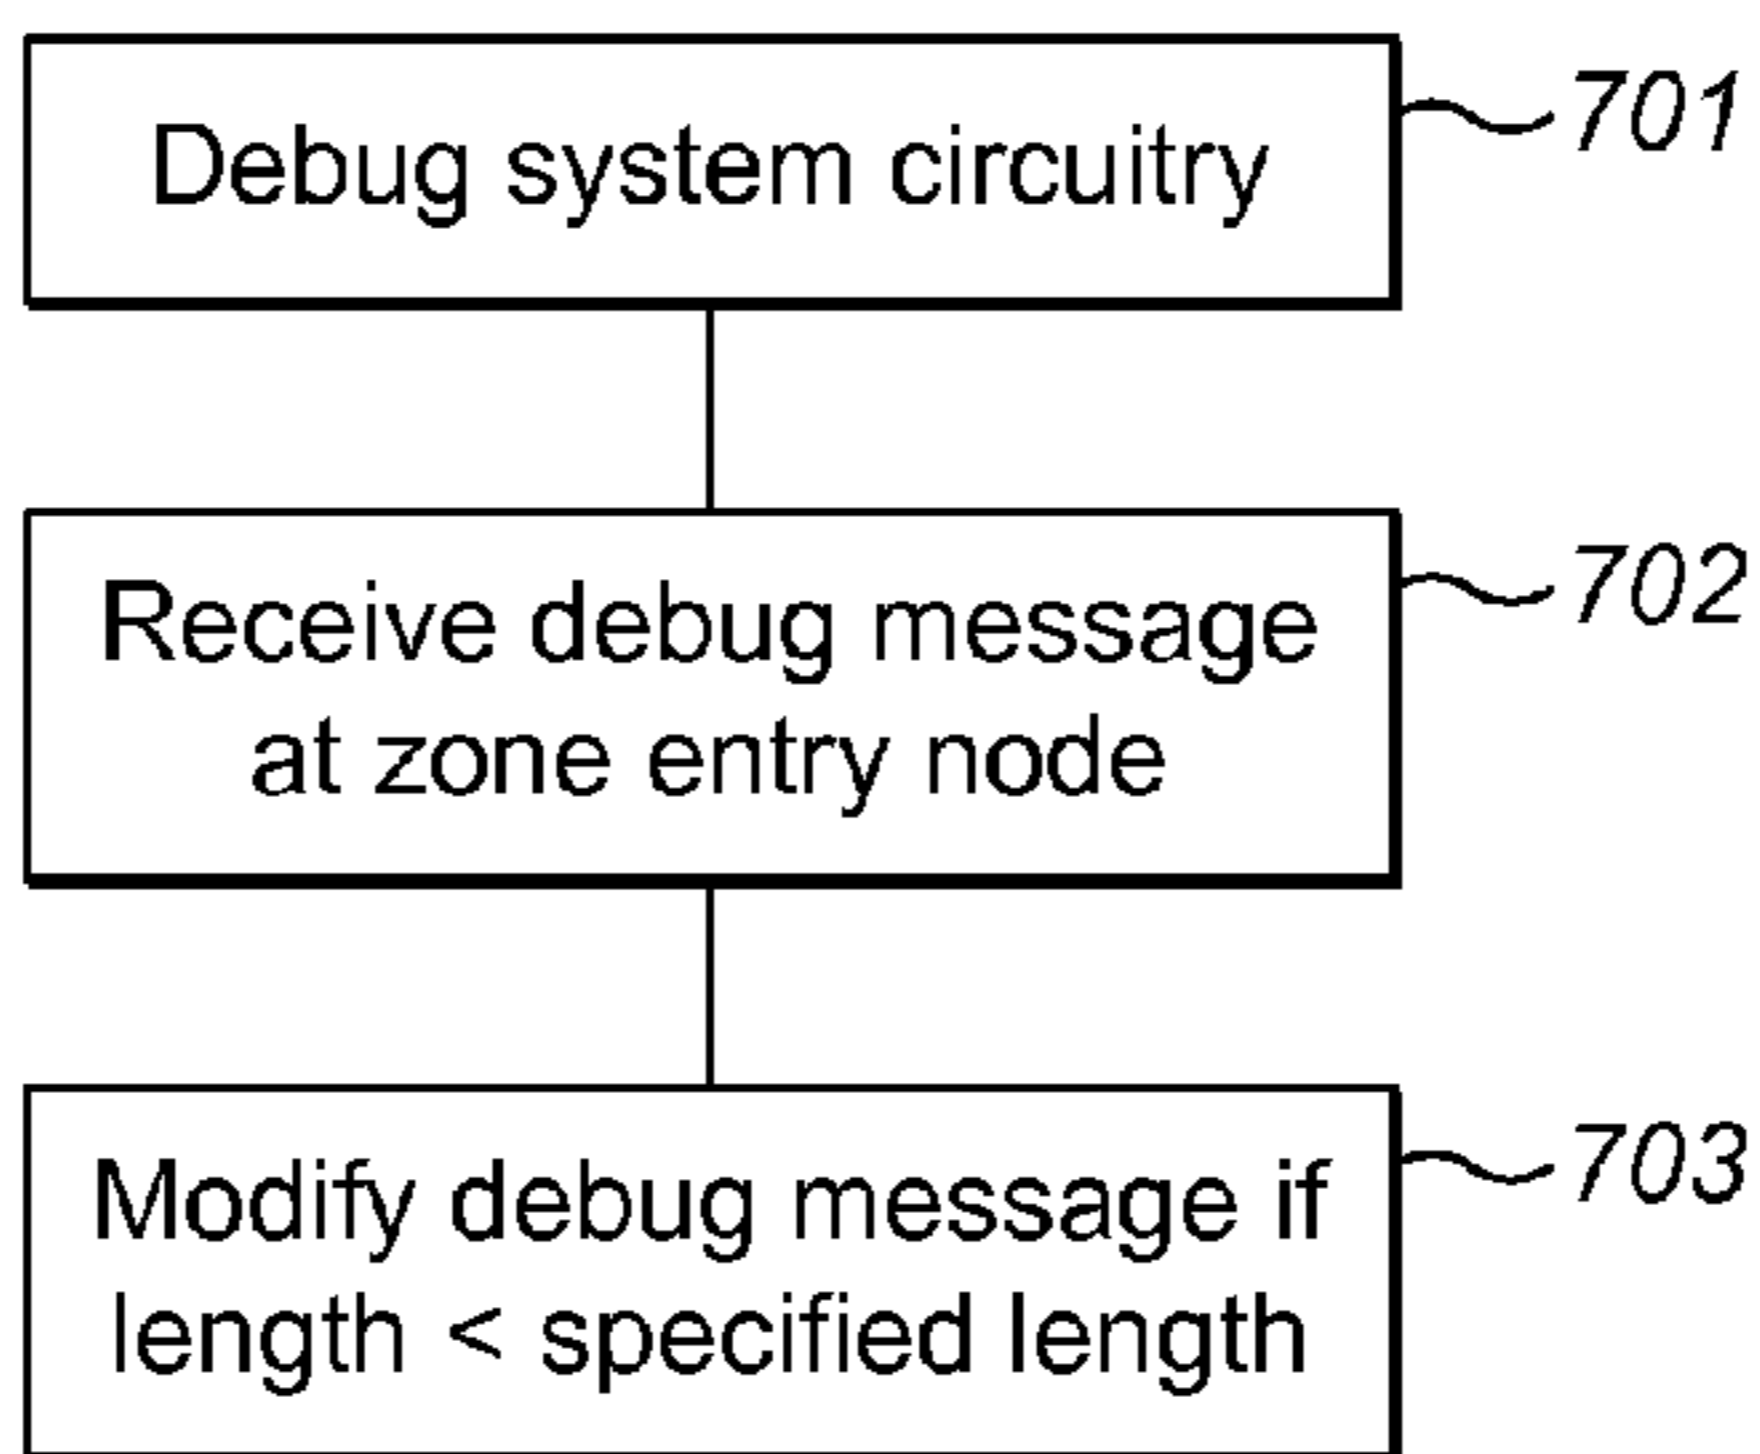 Debug system circuitry
701
Receive debug message
at zone entry node
702
Modify debug message if
length < specified length
703